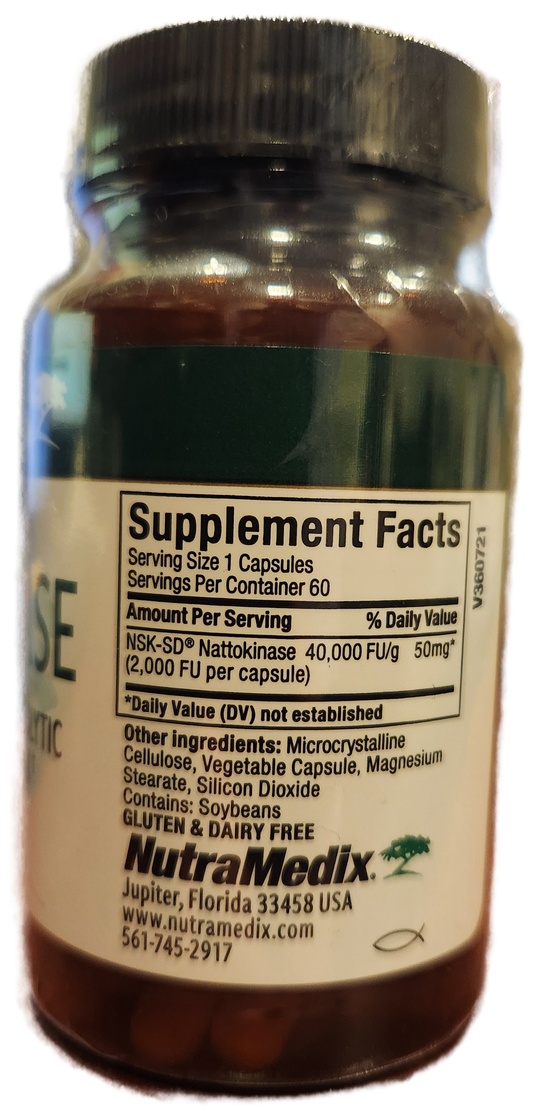 Supplement Facts
Serving Size 1 Capsules
Servings Per Container 60
Amount Per Serving % Daily Value
NSK-SD® Nattokinase 40,000 FU/g 50mg*
(2,000 FU per capsule)
*Daily Value (DV) not established
Other ingredients: Microcrystalline
Cellulose, Vegetable Capsule, Magnesium
Stearate, Silicon Dioxide
Contains: Soybeans
GLUTEN & DAIRY FREE
NutraMedix.
Jupiter, Florida 33458 USA
www.nutramedix.com
561-745-2917
V360721
SE
LYTIC